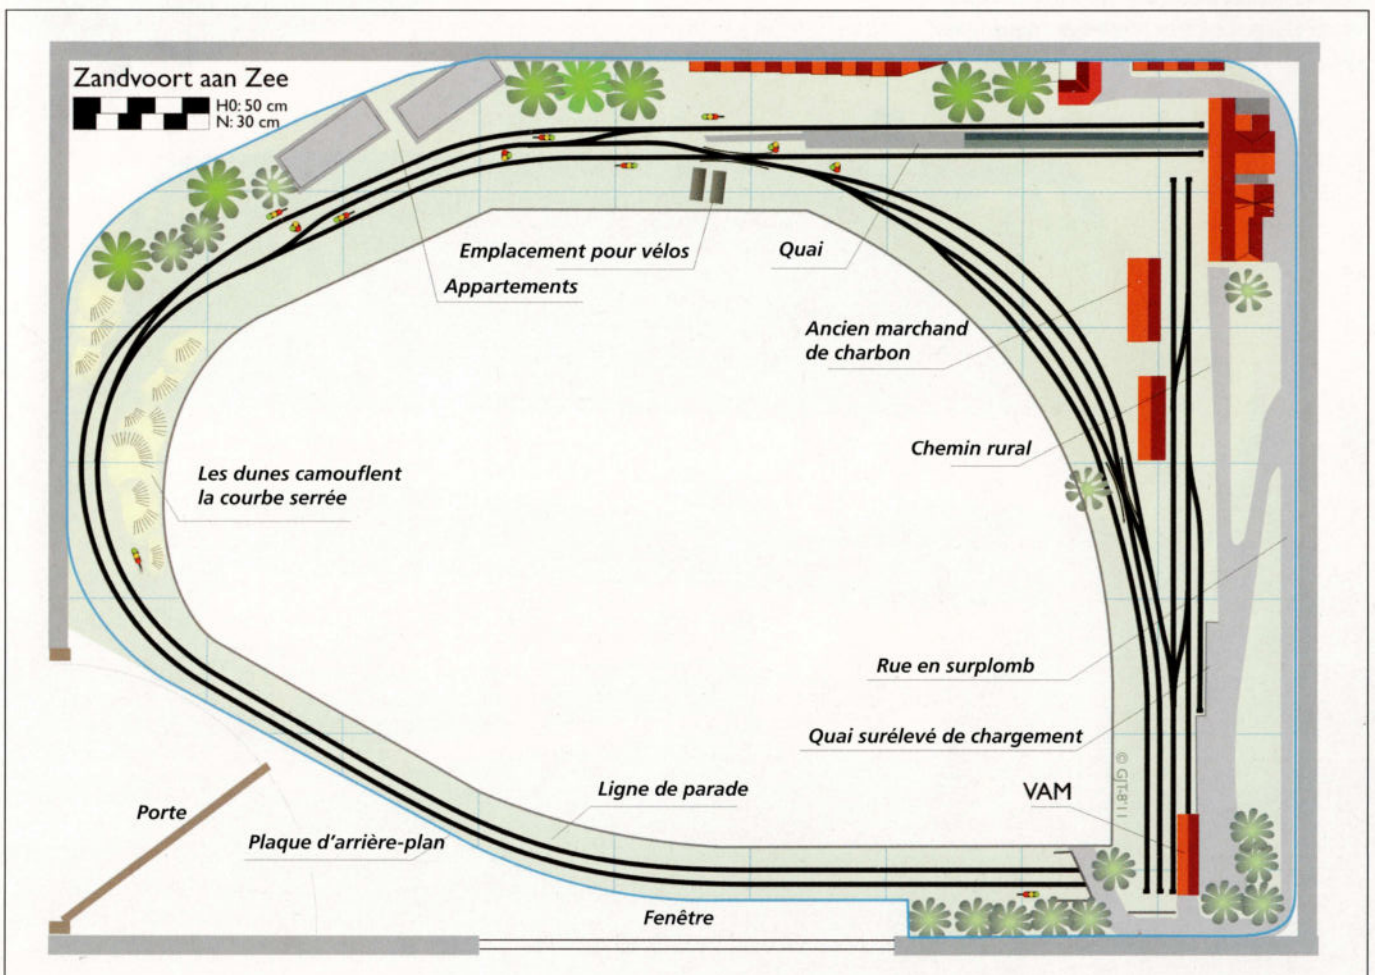 Zandvoort aan Zee
H0: 50 cm
N: 30 cm
Emplacement pour vélos
Quai
Appartements
Ancien marchand
de charbon
Chemin rural
Les dunes camouflent
la courbe serrée
Rue en surplomb
Quai surélevé de chargement
© GJT-8'11
VAM
Ligne de parade
Porte
Plaque d'arrière-plan
Fenêtre